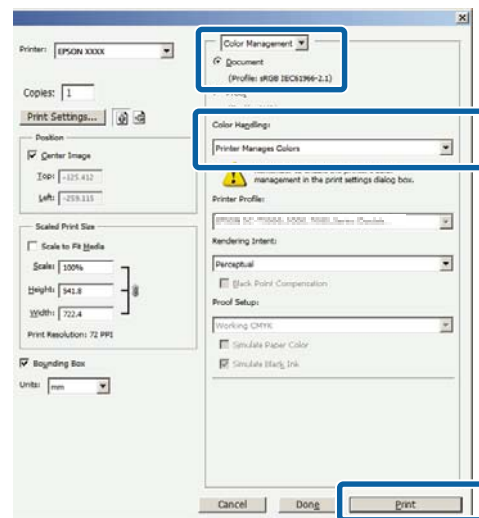 Printer: EPSON XXXX
Copies: 1
Print Settings...
Position
Center Image
Top: -125.412
Left: -259.115
Scaled Print Size
Scale to Fit Media
Scale: 100%
Height: 541.8
Width: 722.4
Print Resolution: 72 PPI
Bounding Box
Units: mm
Color Management
Document
(Profile: sRGB IEC61966-2.1)
Color Handling:
Printer Manages Colors
management in the print settings dialog box.
Printer Profile:
Rendering Intent:
Perceptual
Black Point Compensation
Proof Setup:
Working CMYK
Simulate Paper Color
Simulate Black Ink
Cancel
Done
Print